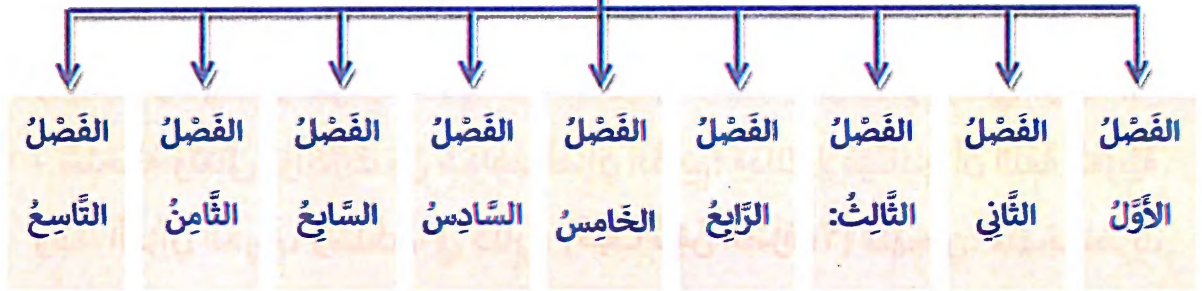 الفَصْلُ الفَصْلُ الفَصْلُ الفَصْلُ الفَصْلُ الفَصْلُ الفَصْلُ الفَصْلُ الفَصْلُ
الأَوَّلُ الثَّانِي الثَّالِثُ: الرَّابِعُ الخَامِسُ السَّادِسُ السَّابِعُ الثَّامِنُ التَّاسِعُ